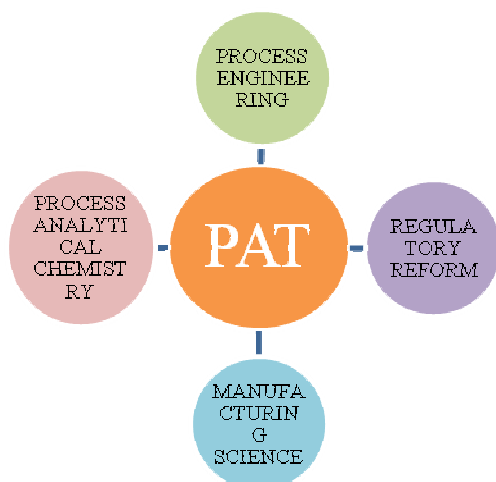 PROCESS
ENGINEE
RING
PROCESS
ANALYTI
CAL
CHEMIST
RY
PAT
REGULA
TORY
REFORM
MANUFA
CTURIN
G
SCIENCE